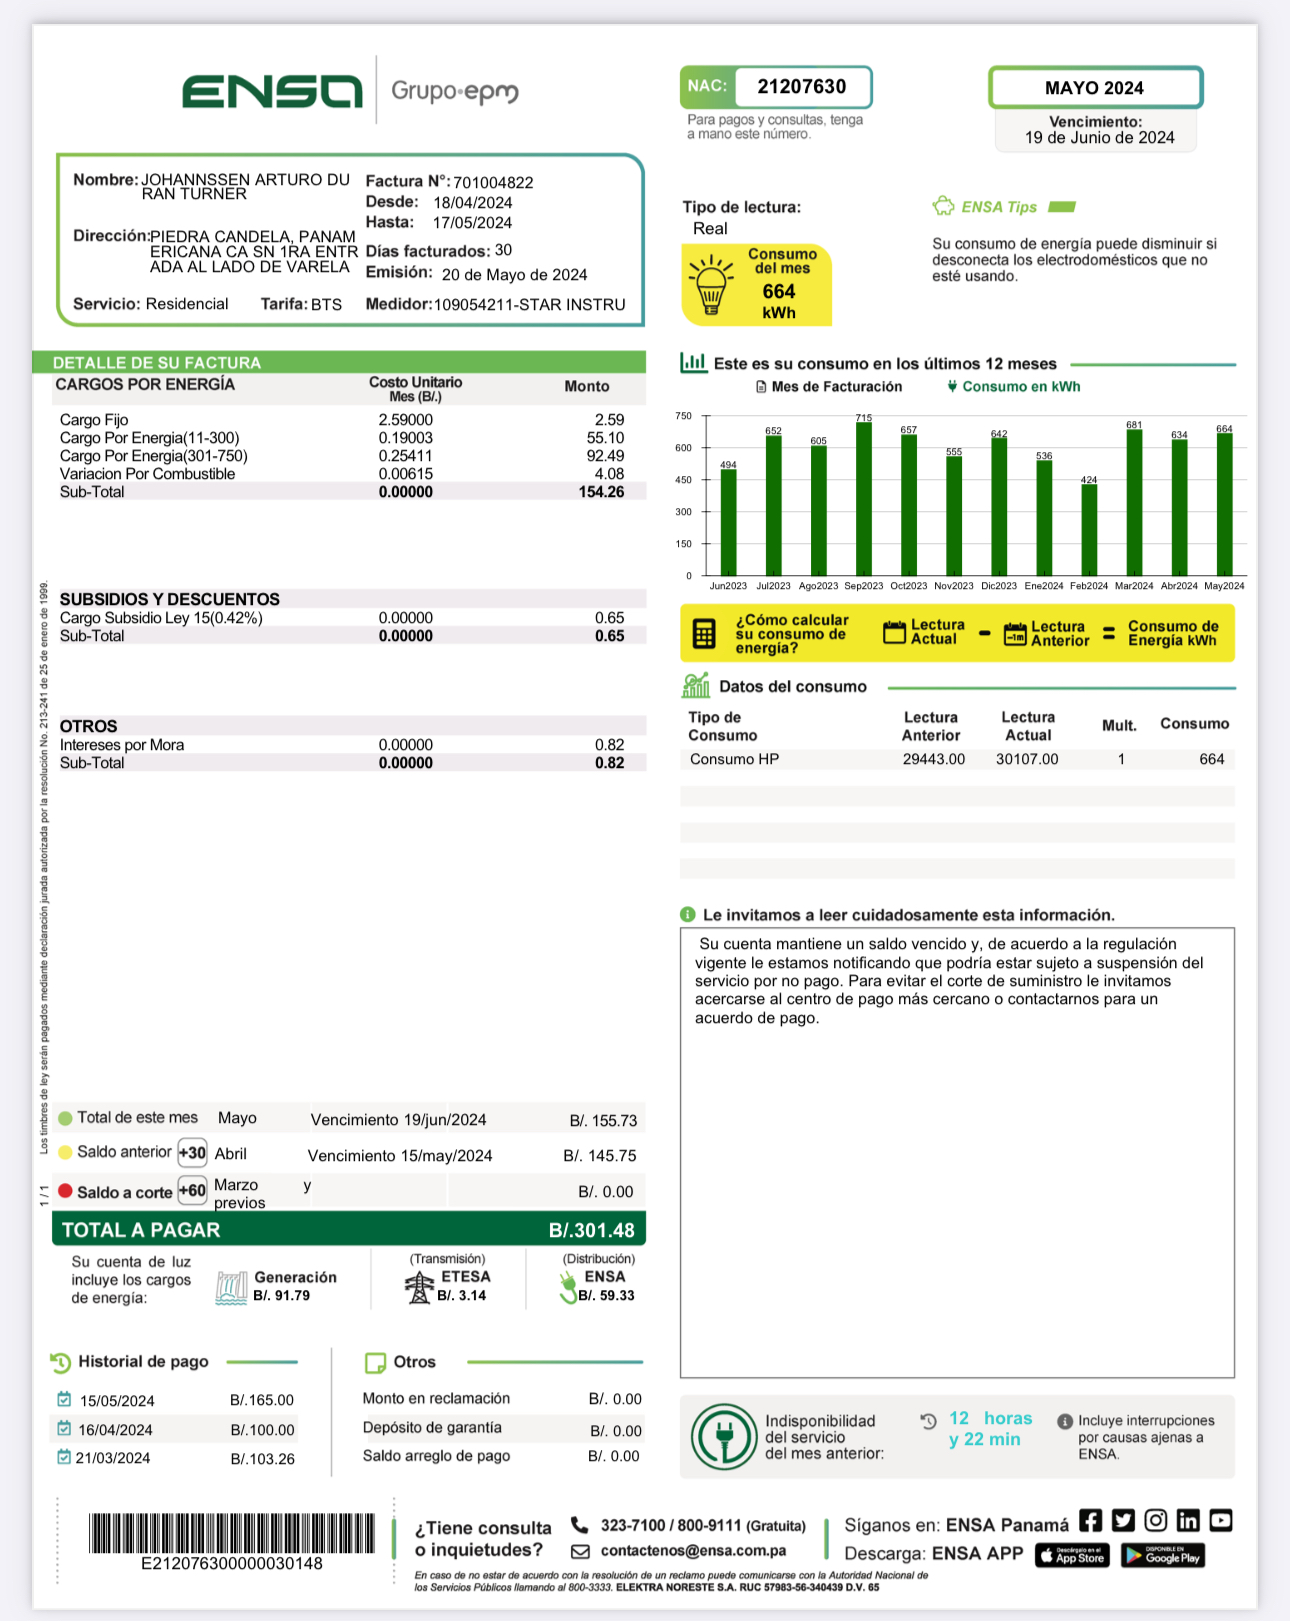 ENSA
Grupo·epm
NAC: 21207630
Para pagos y consultas, tenga
a mano este número.
MAYO 2024
Vencimiento:
19 de Junio de 2024
Nombre: JOHANNSSEN ARTURO DU
RAN TURNER
Dirección: PIEDRA CANDELA, PANAM
ERICANA CA SN 1RA ENTR
ADA AL LADO DE VARELA
Servicio: Residencial Tarifa: BTS
Factura N°: 701004822
Desde: 18/04/2024
Hasta: 17/05/2024
Días facturados: 30
Emisión: 20 de Mayo de 2024
Medidor: 109054211-STAR INSTRU
Tipo de lectura:
Real
Consumo
del mes
664
kWh
ENSA Tips
Su consumo de energía puede disminuir si
desconecta los electrodomésticos que no
esté usando.
DETALLE DE SU FACTURA
CARGOS POR ENERGÍA Costo Unitario Mes (B/.) Monto
Cargo Fijo 2.59000 2.59
Cargo Por Energia(11-300) 0.19003 55.10
Cargo Por Energia(301-750) 0.25411 92.49
Variacion Por Combustible 0.00615 4.08
Sub-Total 0.00000 154.26
SUBSIDIOS Y DESCUENTOS
Cargo Subsidio Ley 15(0.42%) 0.00000 0.65
Sub-Total 0.00000 0.65
OTROS
Intereses por Mora 0.00000 0.82
Sub-Total 0.00000 0.82
Los timbres de ley serán pagados mediante declaración jurada autorizada por la resolución No. 213-241 de 25 de enero de 1999.
1 / 1
Total de este mes Mayo Vencimiento 19/jun/2024 B/. 155.73
Saldo anterior +30 Abril Vencimiento 15/may/2024 B/. 145.75
Saldo a corte +60 Marzo y
previos B/. 0.00
TOTAL A PAGAR B/.301.48
Su cuenta de luz
incluye los cargos
de energía:
Generación
B/. 91.79
(Transmisión)
ETESA
B/. 3.14
(Distribución)
ENSA
B/. 59.33
Historial de pago
15/05/2024 B/.165.00
16/04/2024 B/.100.00
21/03/2024 B/.103.26
Otros
Monto en reclamación B/. 0.00
Depósito de garantía B/. 0.00
Saldo arreglo de pago B/. 0.00
Este es su consumo en los últimos 12 meses
Mes de Facturación Consumo en kWh
750
600
450
300
150
0
494 652 605 715 657 555 642 536 424 681 634 664
Jun2023 Jul2023 Ago2023 Sep2023 Oct2023 Nov2023 Dic2023 Ene2024 Feb2024 Mar2024 Abr2024 May2024
¿Cómo calcular
su consumo de
energía?
Lectura
Actual
-
-1m
Lectura
Anterior
=
Consumo de
Energía kWh
Datos del consumo
Tipo de Consumo Lectura Anterior Lectura Actual Mult. Consumo
Consumo HP 29443.00 30107.00 1 664
Le invitamos a leer cuidadosamente esta información.
Su cuenta mantiene un saldo vencido y, de acuerdo a la regulación
vigente le estamos notificando que podría estar sujeto a suspensión del
servicio por no pago. Para evitar el corte de suministro le invitamos
acercarse al centro de pago más cercano o contactarnos para un
acuerdo de pago.
Indisponibilidad
del servicio
del mes anterior:
12 horas
y 22 min
Incluye interrupciones
por causas ajenas a
ENSA.
E212076300000030148
¿Tiene consulta
o inquietudes?
323-7100 / 800-9111 (Gratuita)
contactenos@ensa.com.pa
Síganos en: ENSA Panamá
Descarga: ENSA APP
Descárgalo en el
App Store
DISPONIBLE EN
Google Play
En caso de no estar de acuerdo con la resolución de un reclamo puede comunicarse con la Autoridad Nacional de
los Servicios Públicos llamando al 800-3333. ELEKTRA NORESTE S.A. RUC 57983-56-340439 D.V. 65